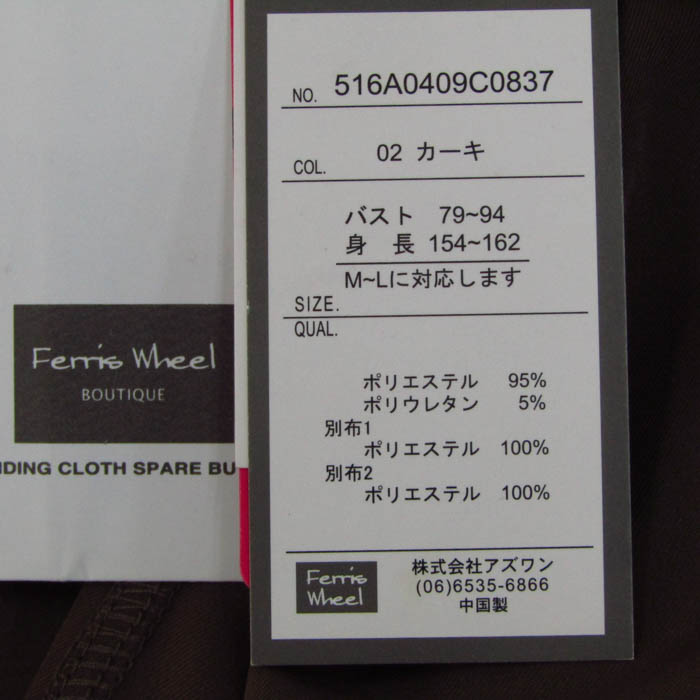 Ferris Wheel
BOUTIQUE
NDING CLOTH SPARE BU
NO. 516A0409C0837
COL. 02 カーキ
バスト 79~94
身 長 154~162
M~Lに対応します
SIZE.
QUAL.
ポリエステル 95%
ポリウレタン 5%
別布1
ポリエステル 100%
別布2
ポリエステル 100%
Ferris
Wheel
株式会社アズワン
(06)6535-6866
中国製